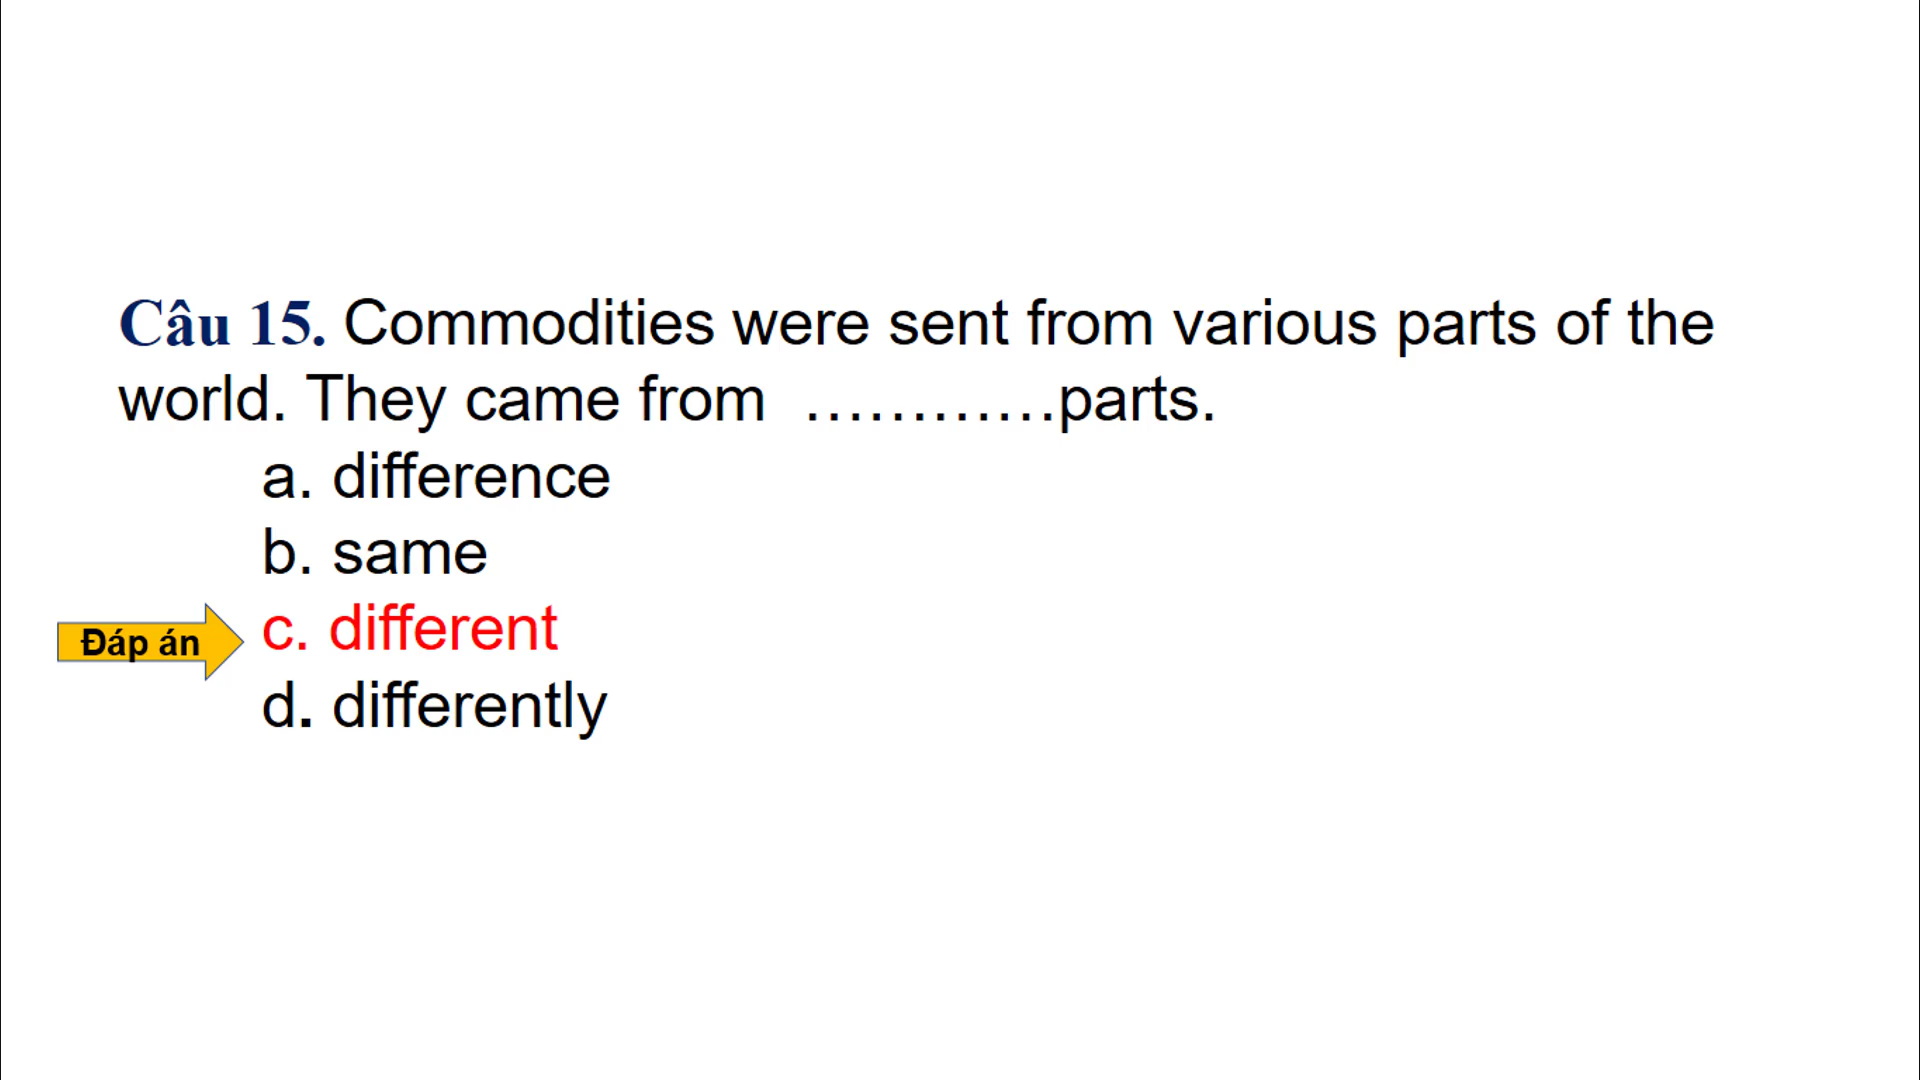 Câu 15. Commodities were sent from various parts of the
world. They came from …………parts.
a. difference
b. same
Đáp án
c. different
d. differently